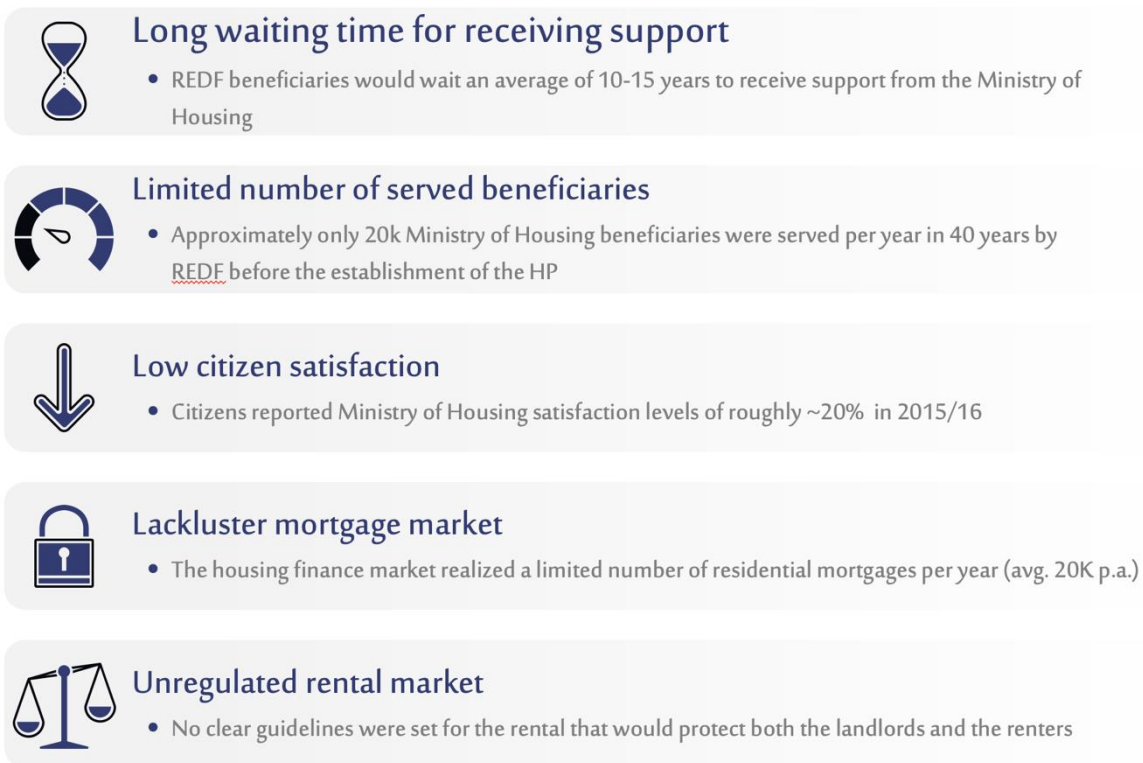 Long waiting time for receiving support
• REDF beneficiaries would wait an average of 10-15 years to receive support from the Ministry of
Housing
Limited number of served beneficiaries
• Approximately only 20k Ministry of Housing beneficiaries were served per year in 40 years by
REDF before the establishment of the HP
Low citizen satisfaction
• Citizens reported Ministry of Housing satisfaction levels of roughly ~20% in 2015/16
Lackluster mortgage market
• The housing finance market realized a limited number of residential mortgages per year (avg. 20K p.a.)
Unregulated rental market
• No clear guidelines were set for the rental that would protect both the landlords and the renters